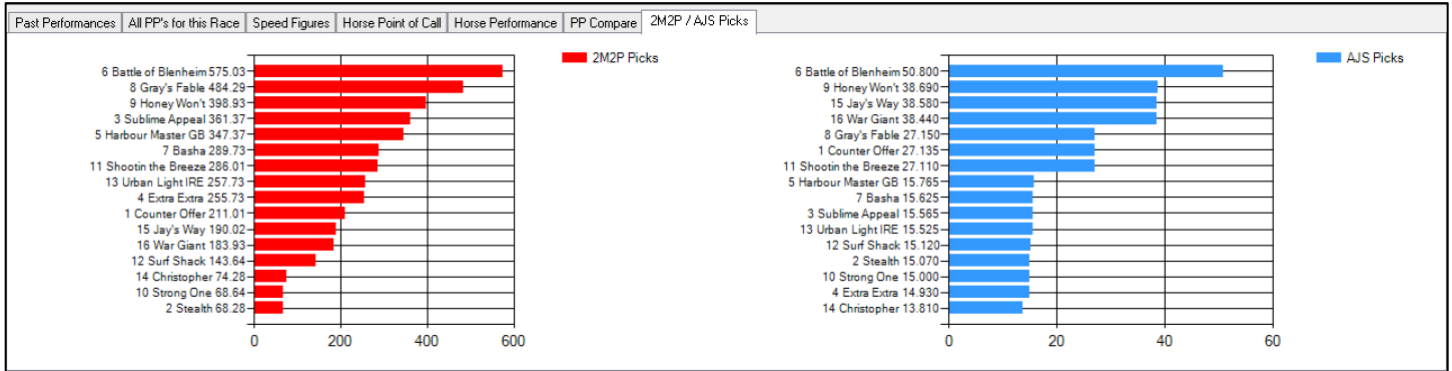 Past Performances All PP's for this Race Speed Figures Horse Point of Call Horse Performance PP Compare 2M2P / AJS Picks
2M2P Picks
6 Battle of Blenheim 575.03
8 Gray's Fable 484.29
9 Honey Won't 398.93
3 Sublime Appeal 361.37
5 Harbour Master GB 347.37
7 Basha 289.73
11 Shootin the Breeze 286.01
13 Urban Light IRE 257.73
4 Extra Extra 255.73
1 Counter Offer 211.01
15 Jay's Way 190.02
16 War Giant 183.93
12 Surf Shack 143.64
14 Christopher 74.28
10 Strong One 68.64
2 Stealth 68.28
0 200 400 600
AJS Picks
6 Battle of Blenheim 50.800
9 Honey Won't 38.690
15 Jay's Way 38.580
16 War Giant 38.440
8 Gray's Fable 27.150
1 Counter Offer 27.135
11 Shootin the Breeze 27.110
5 Harbour Master GB 15.765
7 Basha 15.625
3 Sublime Appeal 15.565
13 Urban Light IRE 15.525
12 Surf Shack 15.120
2 Stealth 15.070
10 Strong One 15.000
4 Extra Extra 14.930
14 Christopher 13.810
0 20 40 60